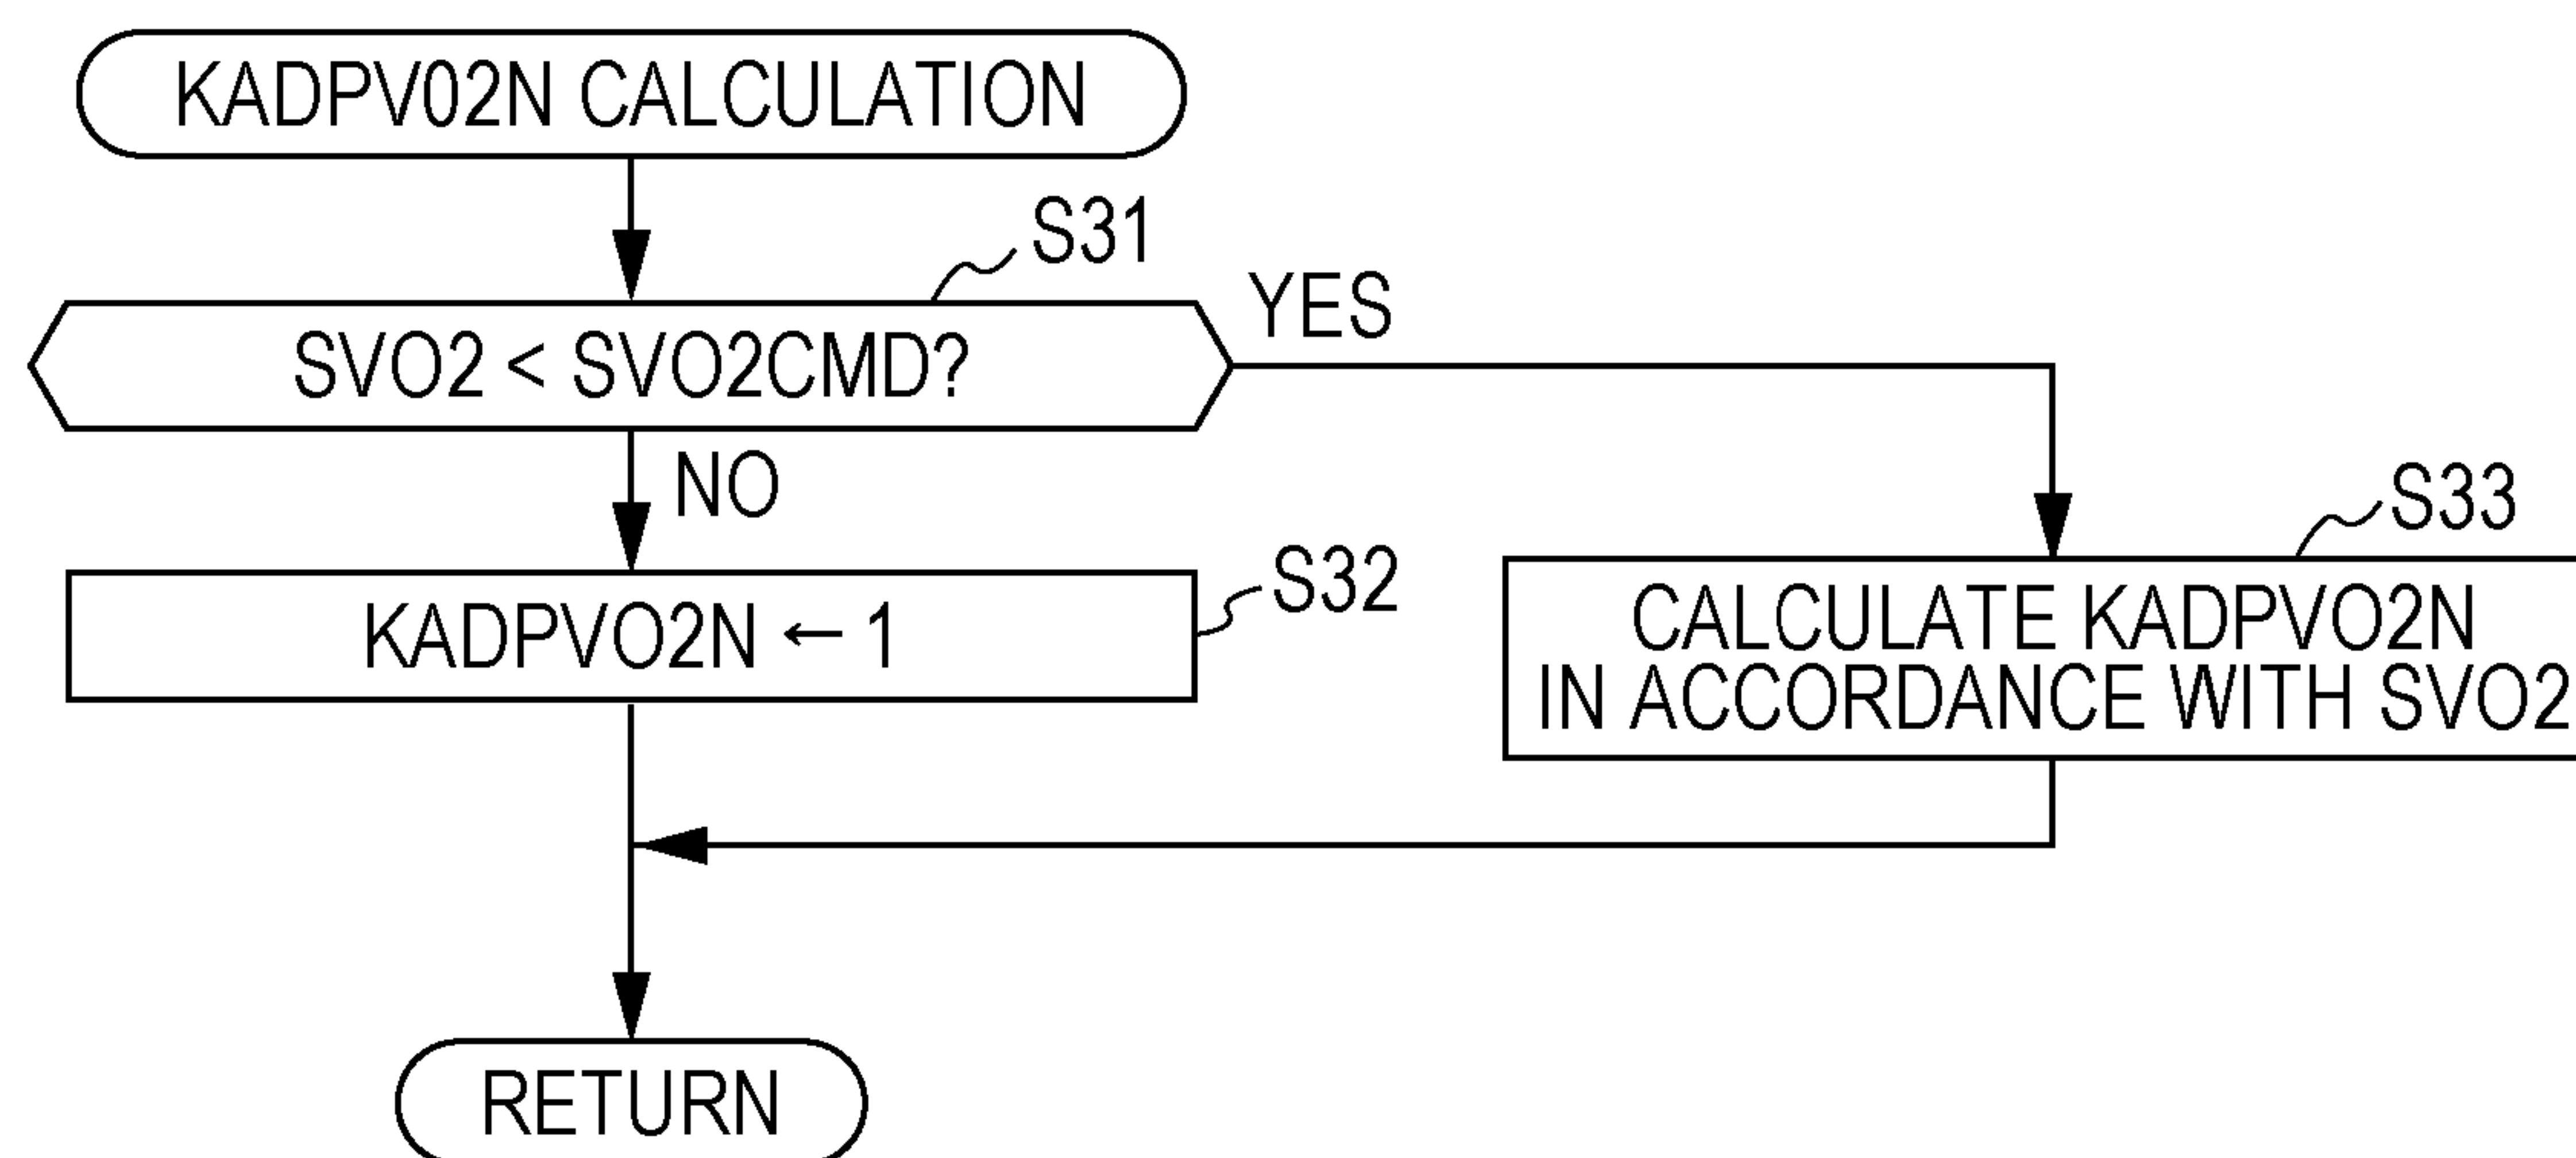 KADPV02N CALCULATION
S31
SVO2 < SVO2CMD?
YES
NO
S33
S32
KADPVO2N ← 1
CALCULATE KADPVO2N
IN ACCORDANCE WITH SVO2
RETURN